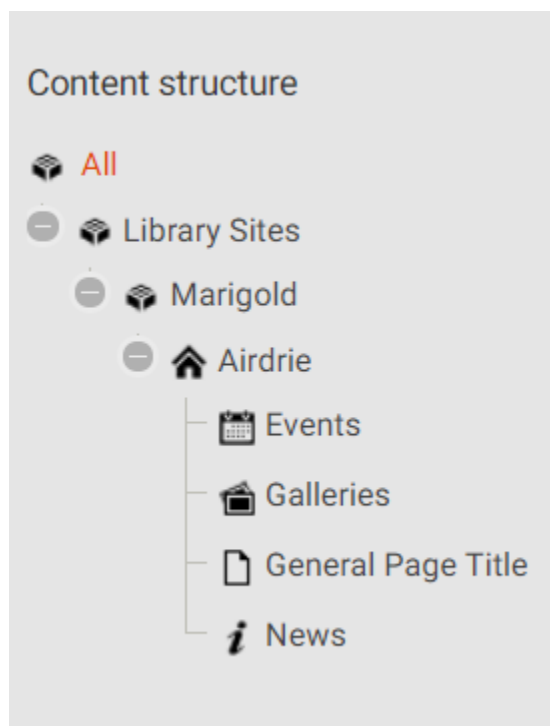 Content structure
All
Library Sites
Marigold
Airdrie
Events
Galleries
General Page Title
News